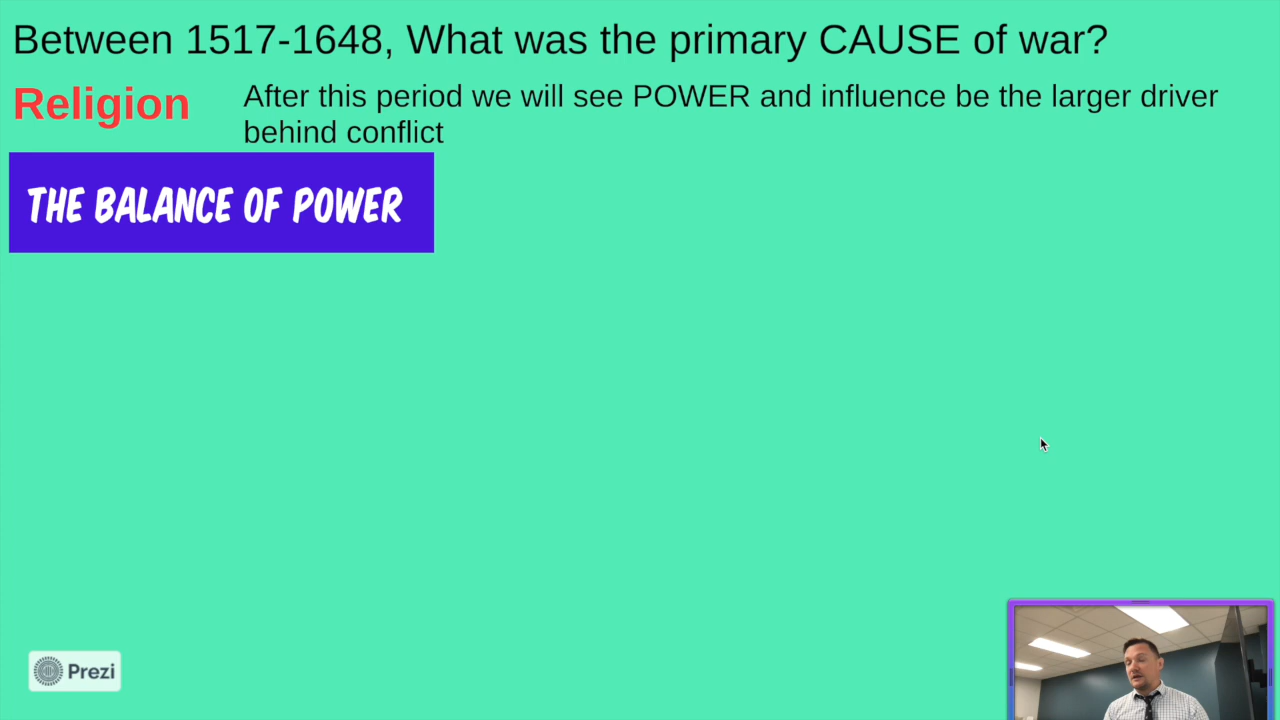 Between 1517-1648, What was the primary CAUSE of war?
Religion
After this period we will see POWER and influence be the larger driver
behind conflict
THE BALANCE OF POWER
Prezi